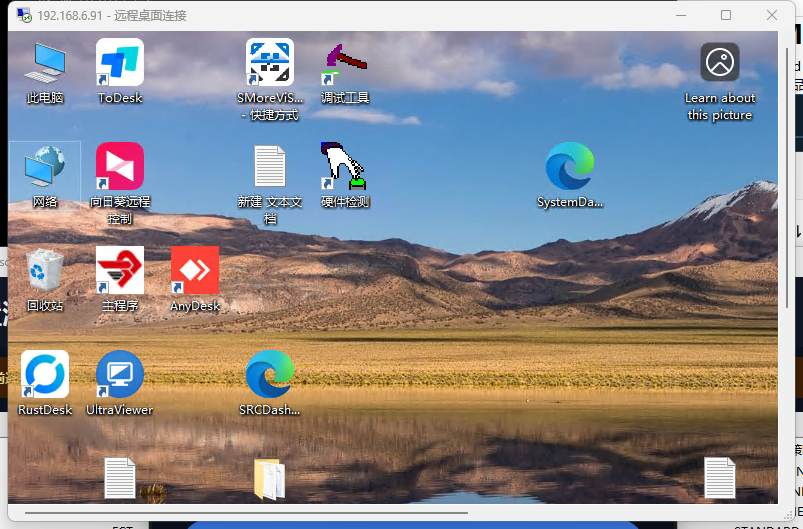 192.168.6.91 - 远程桌面连接
此电脑
ToDesk
SMoreViS...
- 快捷方式
调试工具
Learn about
this picture
网络
向日葵远程
控制
新建 文本文
档
硬件检测
SystemDa...
回收站
主程序
AnyDesk
RustDesk
UltraViewer
SRCDash...